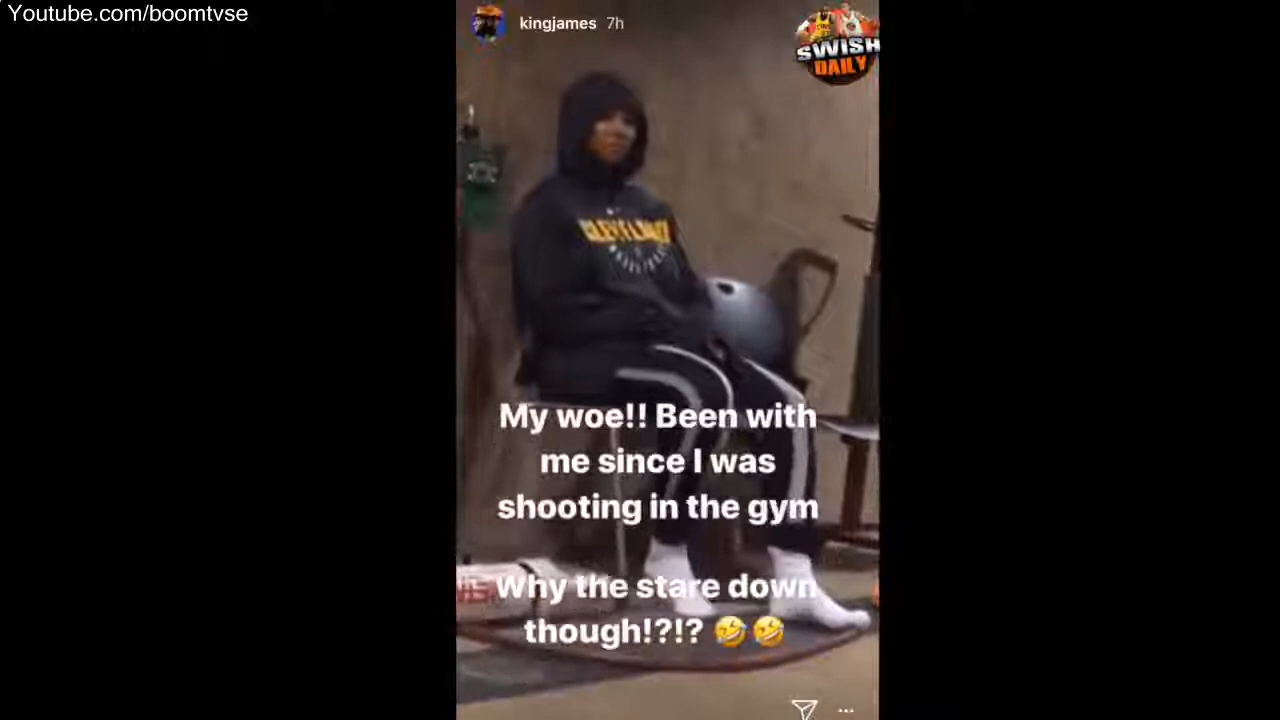 Youtube.com/boomtvse
kingjames 7h
SWISH
DAILY
CLEVELAND
My woe!! Been with
me since I was
shooting in the gym
Why the stare down
though!?!? 🤣🤣